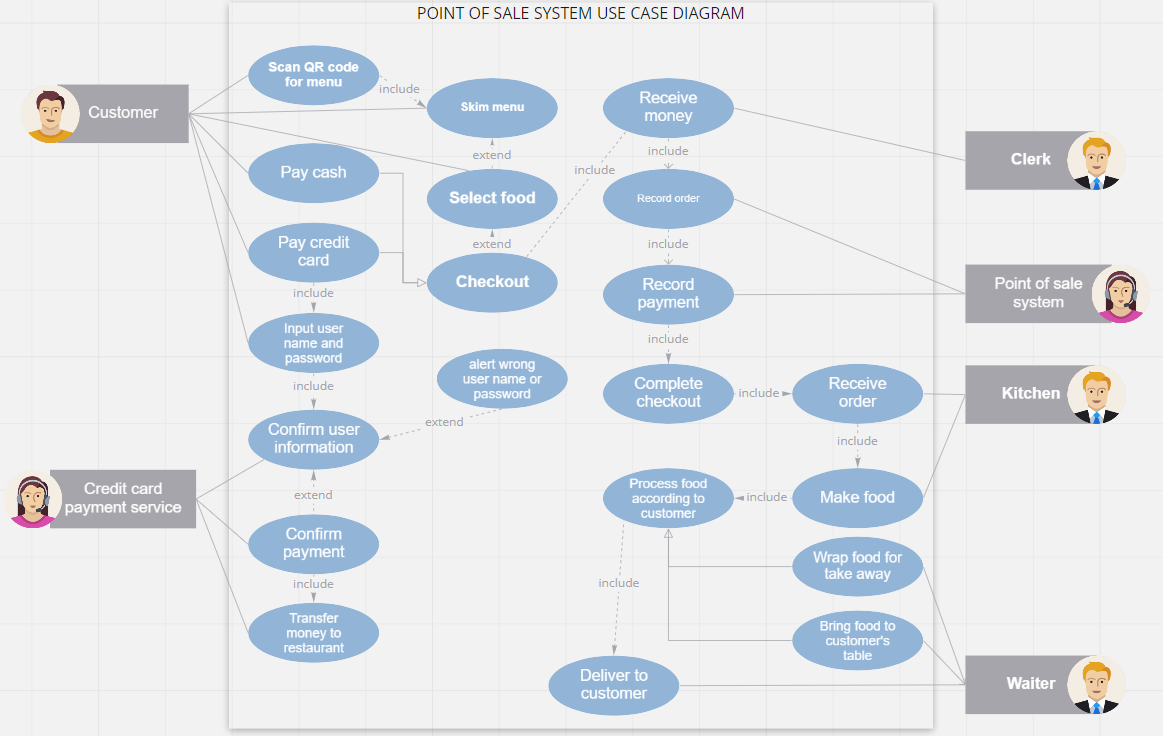 POINT OF SALE SYSTEM USE CASE DIAGRAM
Customer
Scan QR code
for menu
include
Skim menu
extend
Pay cash
Select food
extend
Pay credit
card
Checkout
include
include
Input user
name and
password
include
alert wrong
user name or
password
extend
Confirm user
information
Credit card
payment service
extend
Confirm
payment
include
Transfer
money to
restaurant
Receive
money
include
Record order
include
Record
payment
include
Complete
checkout
include
Receive
order
include
Make food
include
Process food
according to
customer
Wrap food for
take away
include
Bring food to
customer's
table
Deliver to
customer
Clerk
Point of sale
system
Kitchen
Waiter